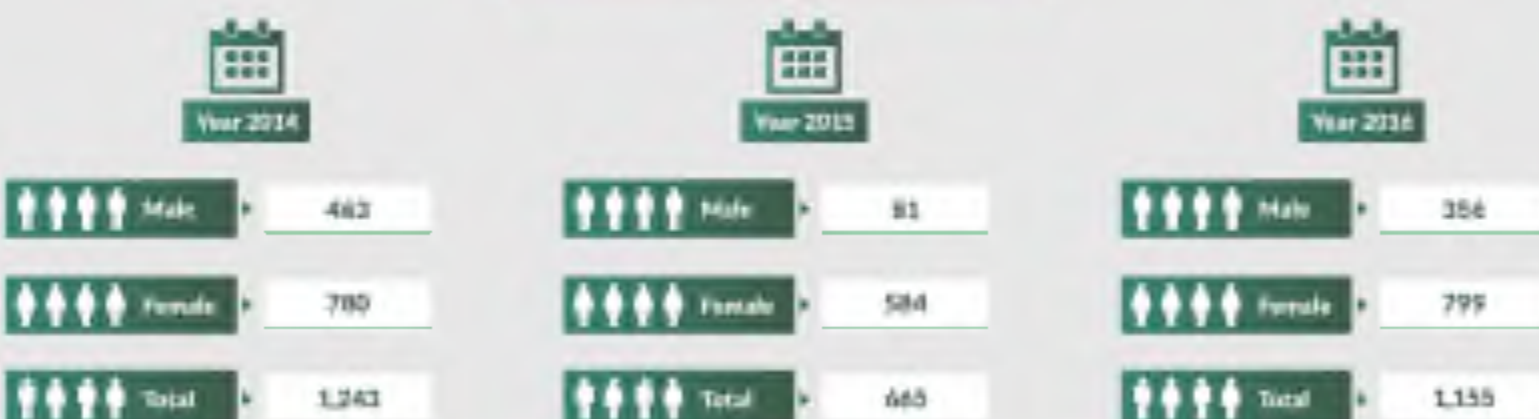 Year 2014
Male 463
Female 780
Total 1,243
Year 2015
Male 81
Female 584
Total 665
Year 2016
Male 356
Female 799
Total 1,155